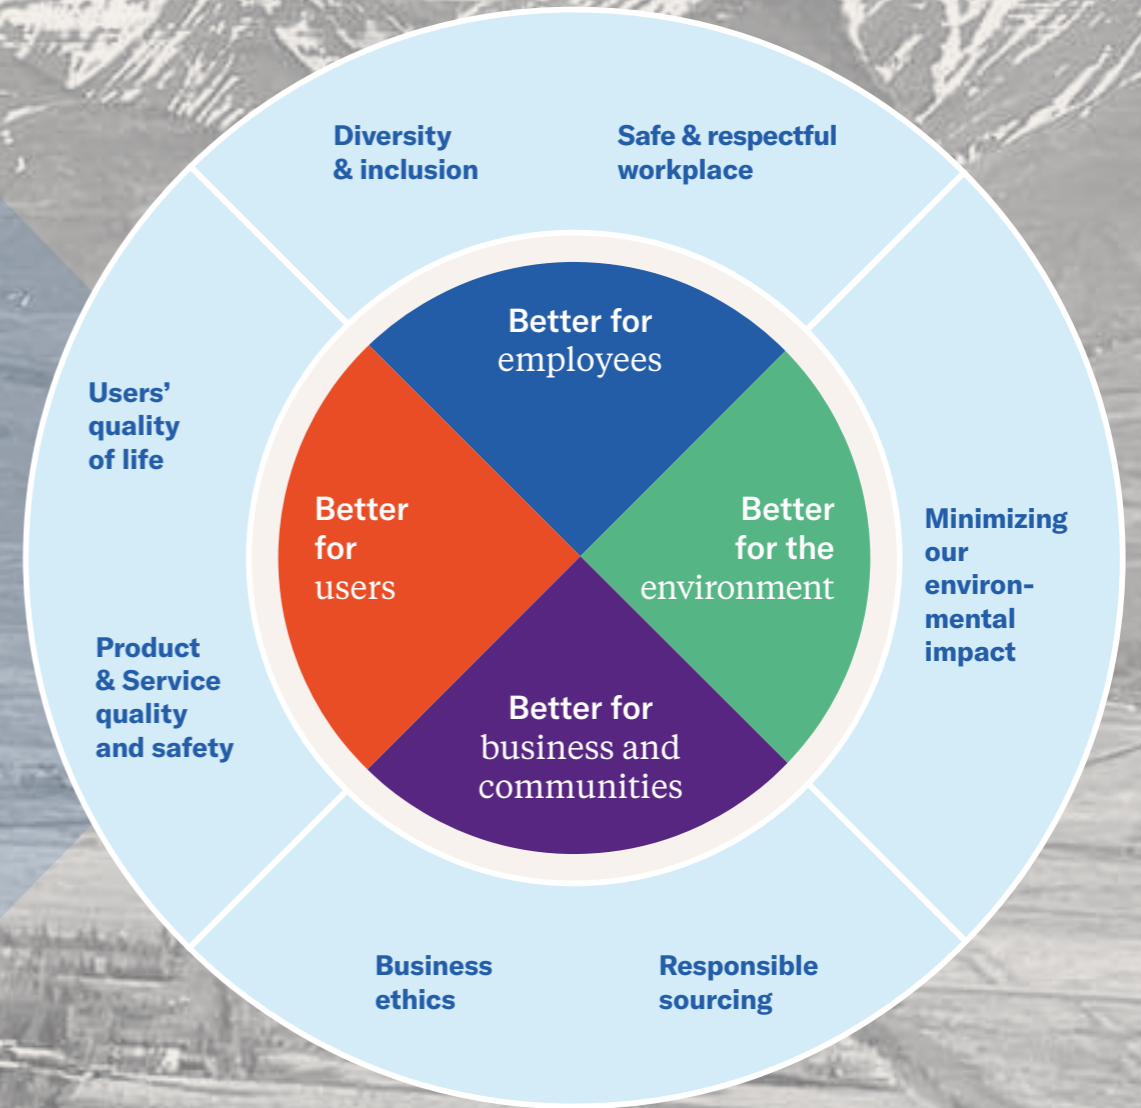 Diversity
& inclusion
Safe & respectful
workplace
Better for
employees
Users’
quality
of life
Better
for
users
Better
for the
environment
Minimizing
our
environ-
mental
impact
Product
& Service
quality
and safety
Better for
business and
communities
Business
ethics
Responsible
sourcing